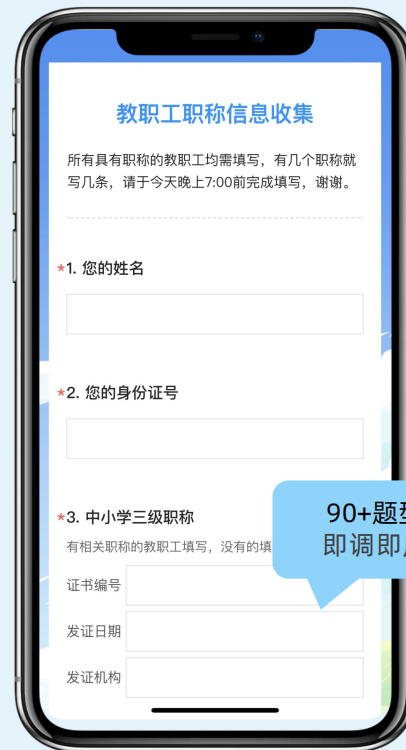 教职工职称信息收集
所有具有职称的教职工均需填写，有几个职称就
写几条，请于今天晚上7:00前完成填写，谢谢。
*1. 您的姓名
*2. 您的身份证号
*3. 中小学三级职称
有相关职称的教职工填写，没有的填
90+题型
即调即
证书编号
发证日期
发证机构